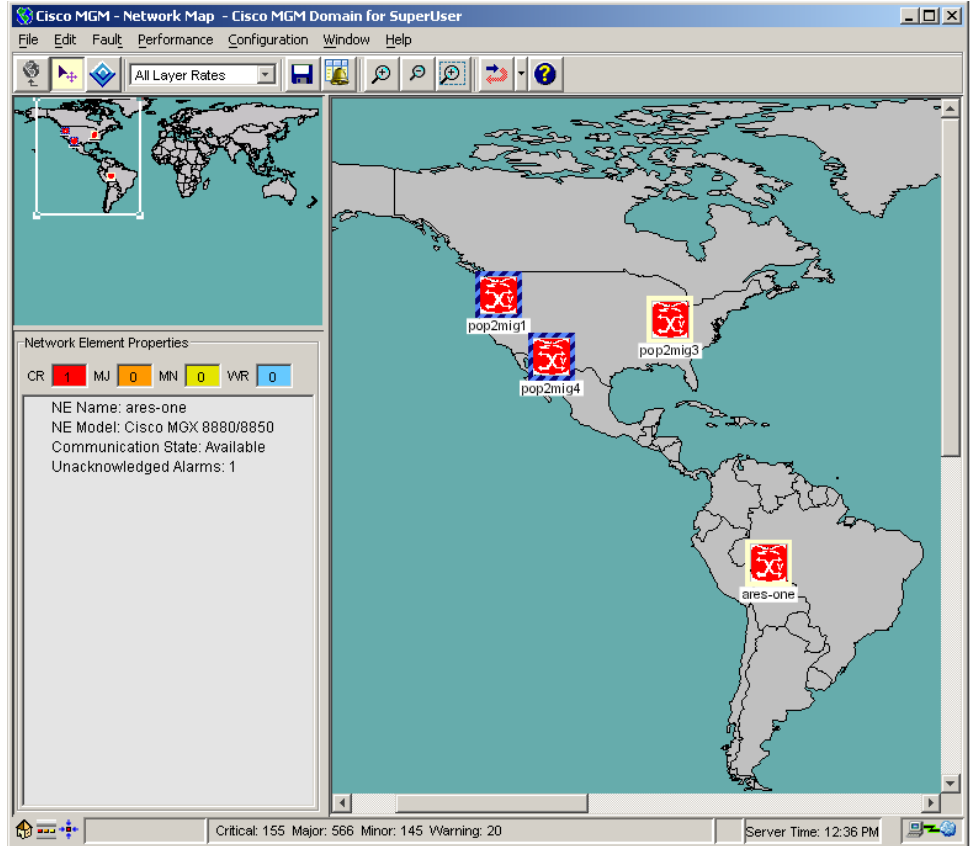 Cisco MGM - Network Map - Cisco MGM Domain for SuperUser
File Edit Fault Performance Configuration Window Help
All Layer Rates
Network Element Properties
CR 1 MJ 0 MN 0 WR 0
NE Name: ares-one
NE Model: Cisco MGX 8880/8850
Communication State: Available
Unacknowledged Alarms: 1
pop2mig1
pop2mig3
pop2mig4
ares-one
Critical: 155 Major: 566 Minor: 145 Warning: 20
Server Time: 12:36 PM